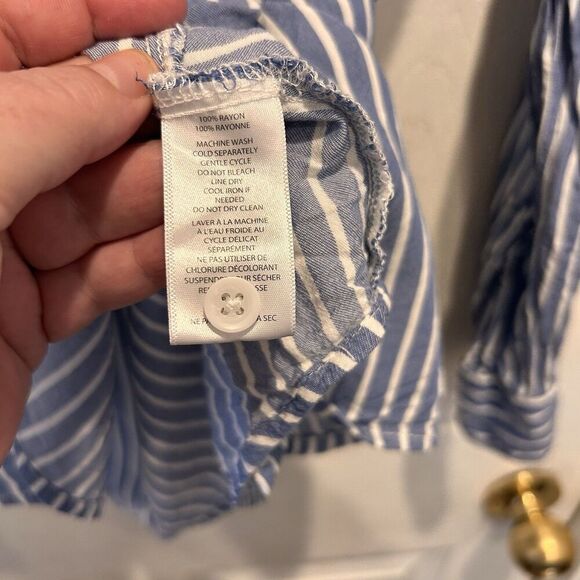 100% RAYON
100% RAYONNE
MACHINE WASH
COLD SEPARATELY
GENTLE CYCLE
DO NOT BLEACH
LINE DRY
COOL IRON IF
NEEDED
DO NOT DRY CLEAN
LAVER À LA MACHINE
À L'EAU FROIDE AU
CYCLE DÉLICAT
SÉPARÉMENT
NE PAS UTILISER DE
CHLORURE DÉCOLORANT
SÉCHER
NE
A SEC